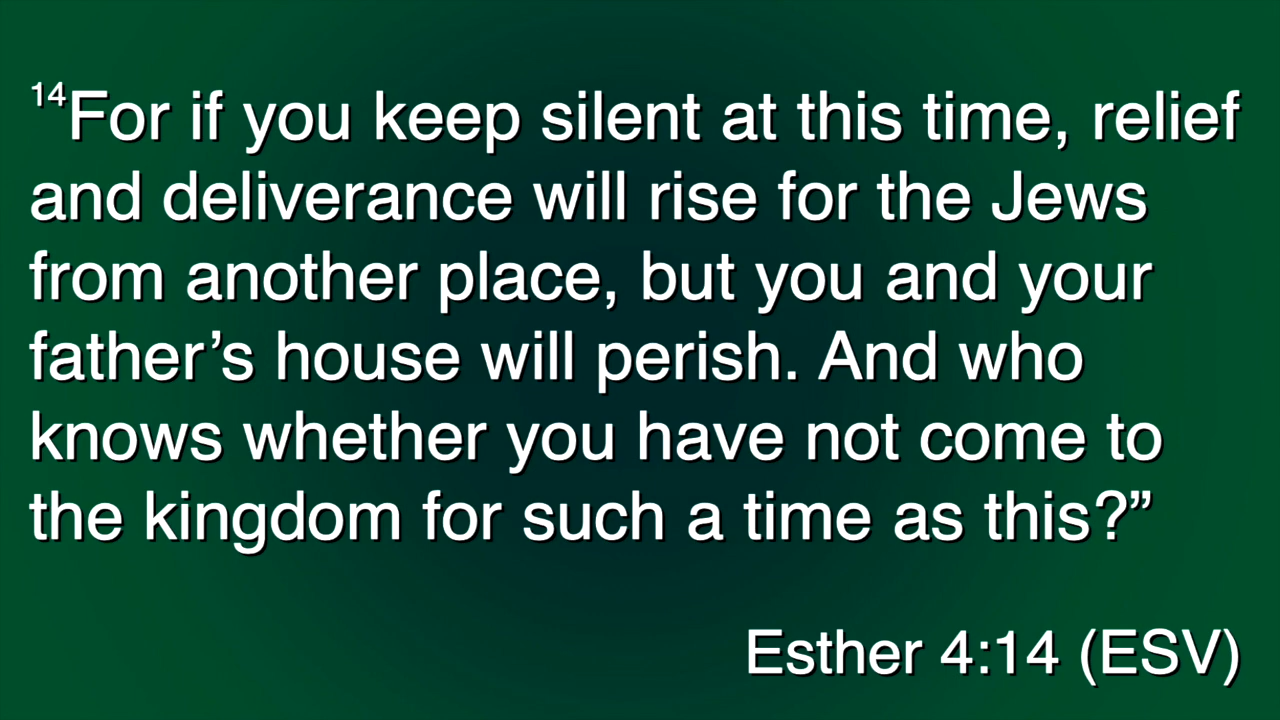 14For if you keep silent at this time, relief
and deliverance will rise for the Jews
from another place, but you and your
father’s house will perish. And who
knows whether you have not come to
the kingdom for such a time as this?”
Esther 4:14 (ESV)